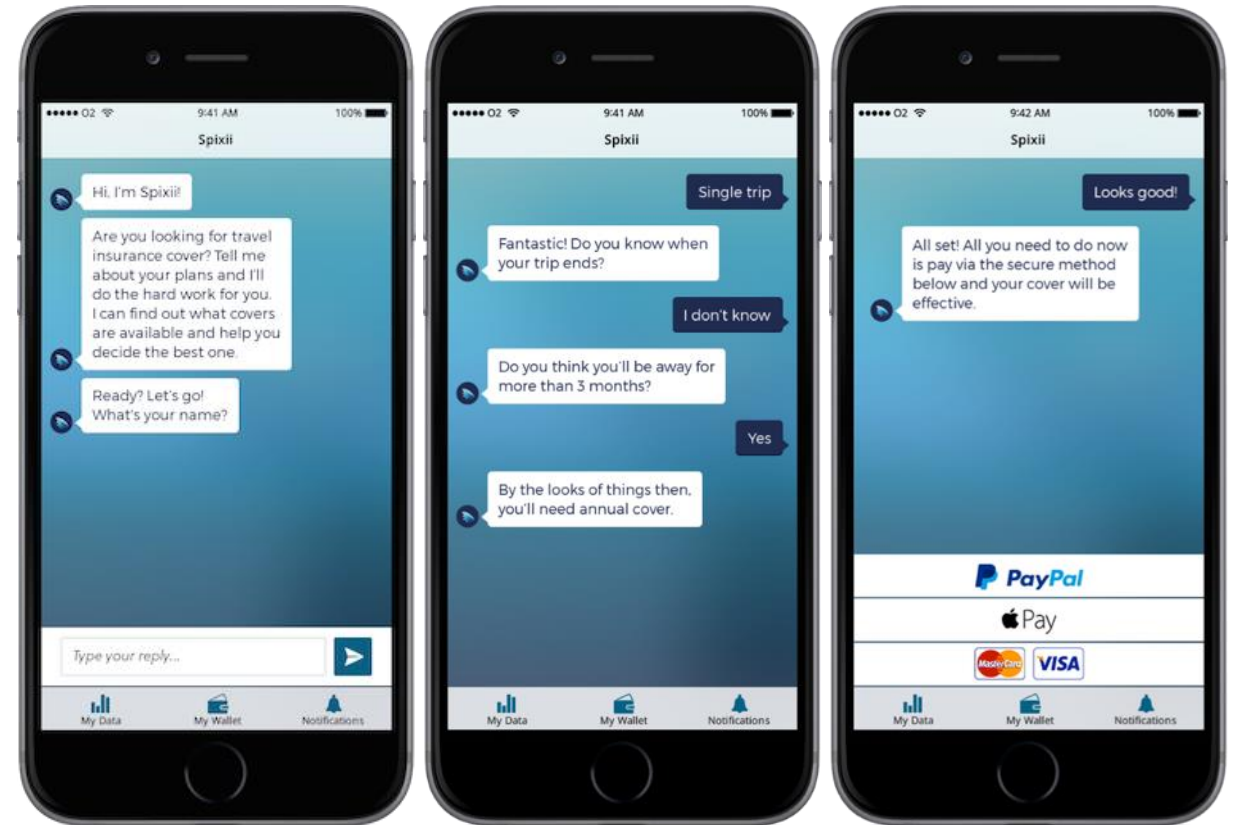 O2 9:41 AM 100%
Spixii
Hi, I'm Spixii!
Are you looking for travel
insurance cover? Tell me
about your plans and I'll
do the hard work for you.
I can find out what covers
are available and help you
decide the best one.
Ready? Let's go!
What's your name?
Type your reply...
My Data My Wallet Notifications
O2 9:41 AM 100%
Spixii
Single trip
Fantastic! Do you know when
your trip ends?
I don't know
Do you think you'll be away for
more than 3 months?
Yes
By the looks of things then,
you'll need annual cover.
My Data My Wallet Notifications
O2 9:42 AM 100%
Spixii
Looks good!
All set! All you need to do now
is pay via the secure method
below and your cover will be
effective.
PayPal
Pay
MasterCard VISA
My Data My Wallet Notifications